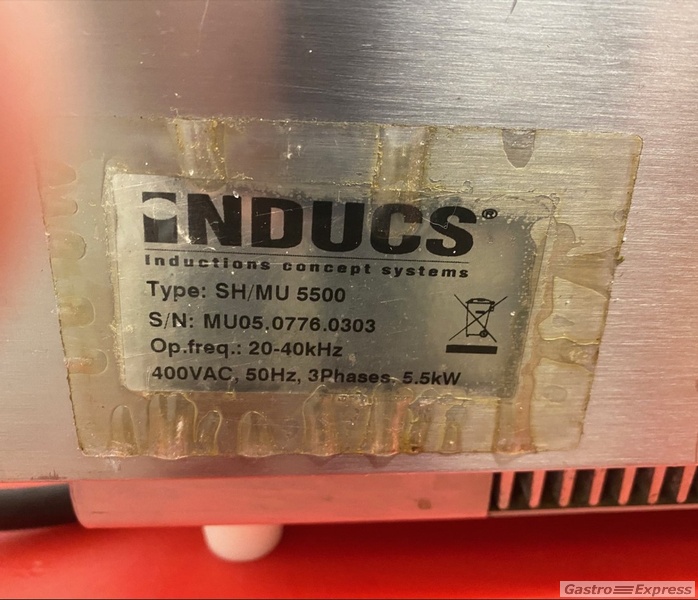 iNDUCS®
Inductions concept systems
Type: SH/MU 5500
S/N: MU05.0776.0303
Op.freq.: 20-40kHz
400VAC, 50Hz, 3Phases, 5.5kW
Gastro Express